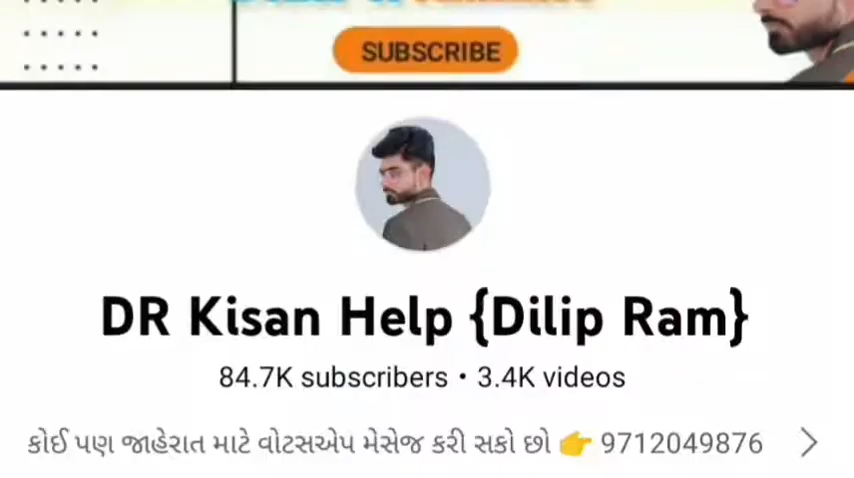 SUBSCRIBE
DR Kisan Help {Dilip Ram}
84.7K subscribers • 3.4K videos
કોઈ પણ જાહેરાત માટે વોટસએપ મેસેજ કરી સકો છો 👉 9712049876